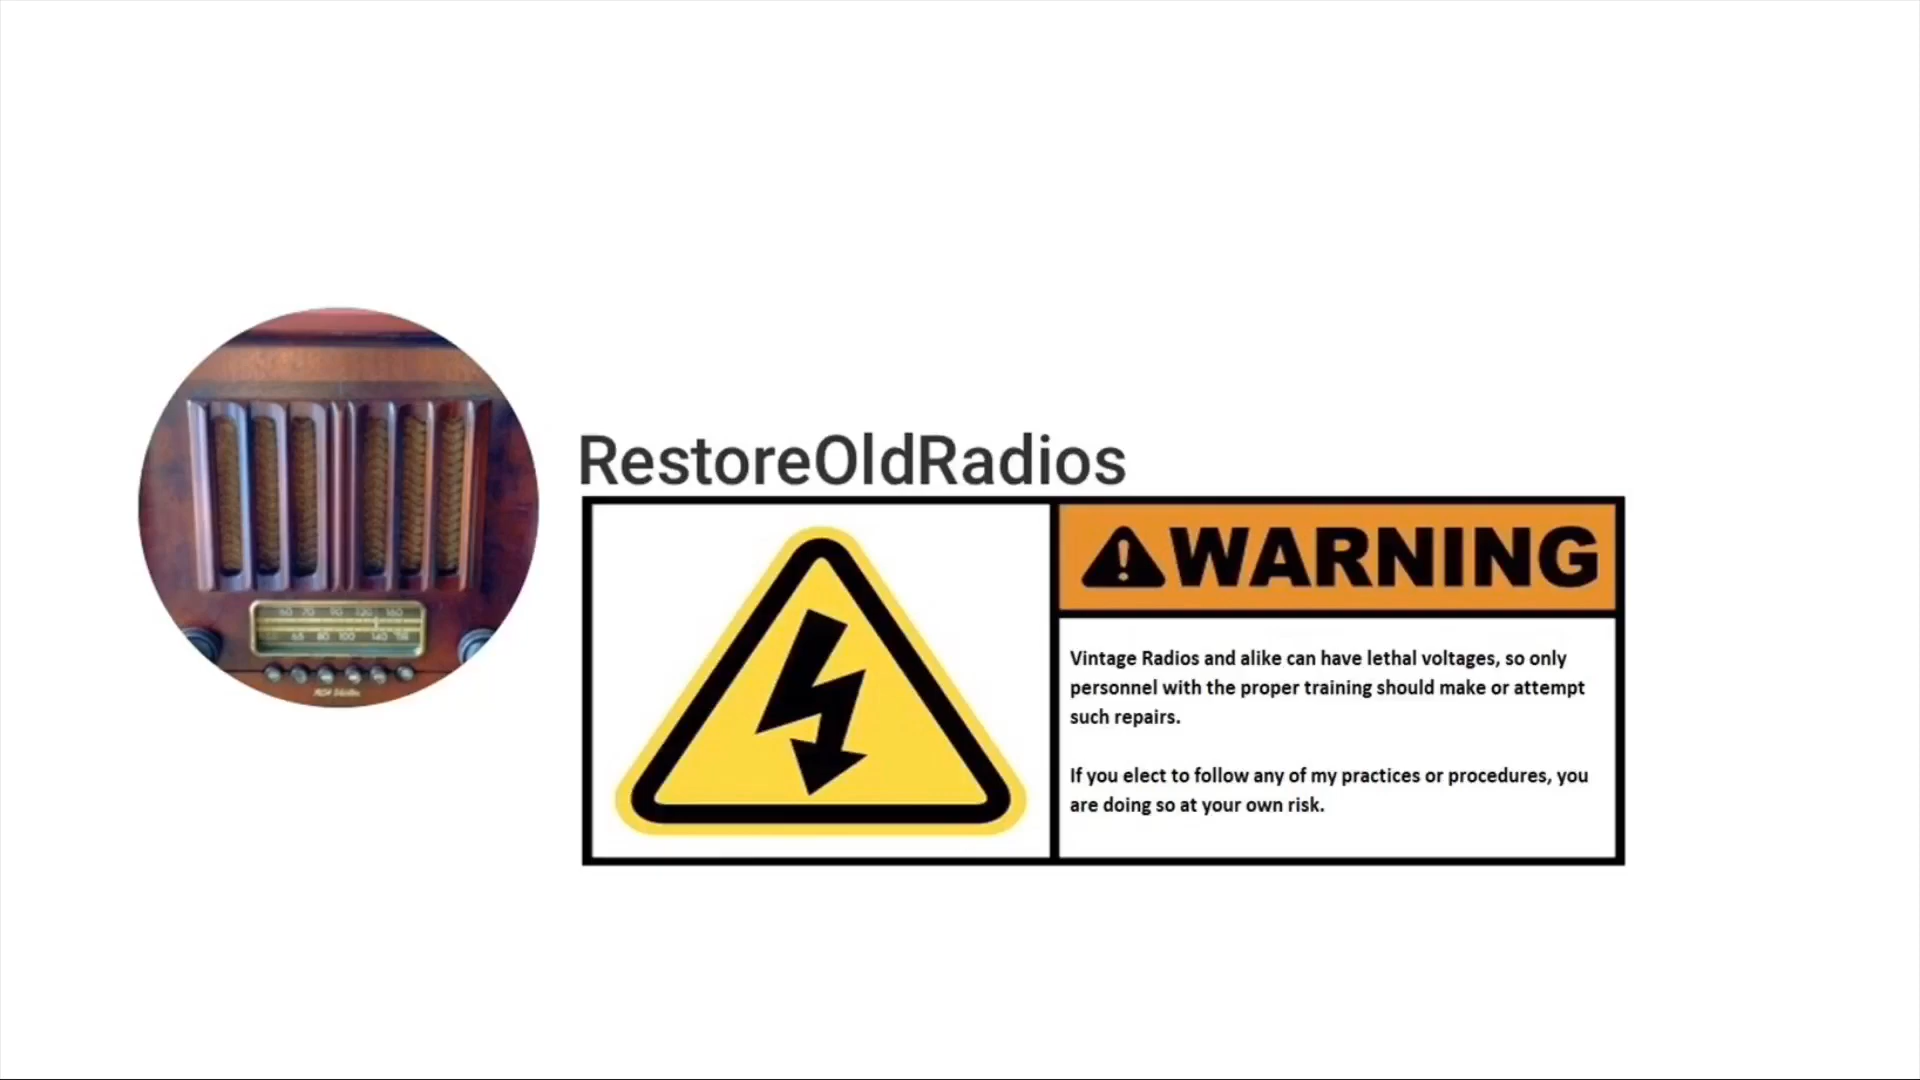 RestoreOldRadios
WARNING
Vintage Radios and alike can have lethal voltages, so only
personnel with the proper training should make or attempt
such repairs.
If you elect to follow any of my practices or procedures, you
are doing so at your own risk.